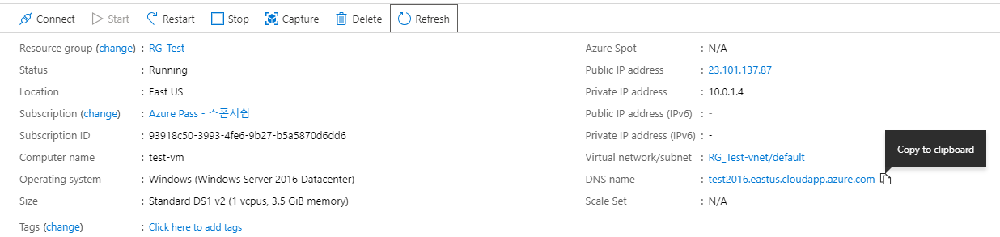 Connect Start Restart Stop Capture Delete Refresh
Resource group (change) : RG_Test
Status : Running
Location : East US
Subscription (change) : Azure Pass - 스폰서쉽
Subscription ID : 93918c50-3993-4fe6-9b27-b5a5870d6dd6
Computer name : test-vm
Operating system : Windows (Windows Server 2016 Datacenter)
Size : Standard DS1 v2 (1 vcpus, 3.5 GiB memory)
Tags (change) : Click here to add tags
Azure Spot : N/A
Public IP address : 23.101.137.87
Private IP address : 10.0.1.4
Public IP address (IPv6) : -
Private IP address (IPv6) : -
Virtual network/subnet : RG_Test-vnet/default
DNS name : test2016.eastus.cloudapp.azure.com
Scale Set : N/A
Copy to clipboard